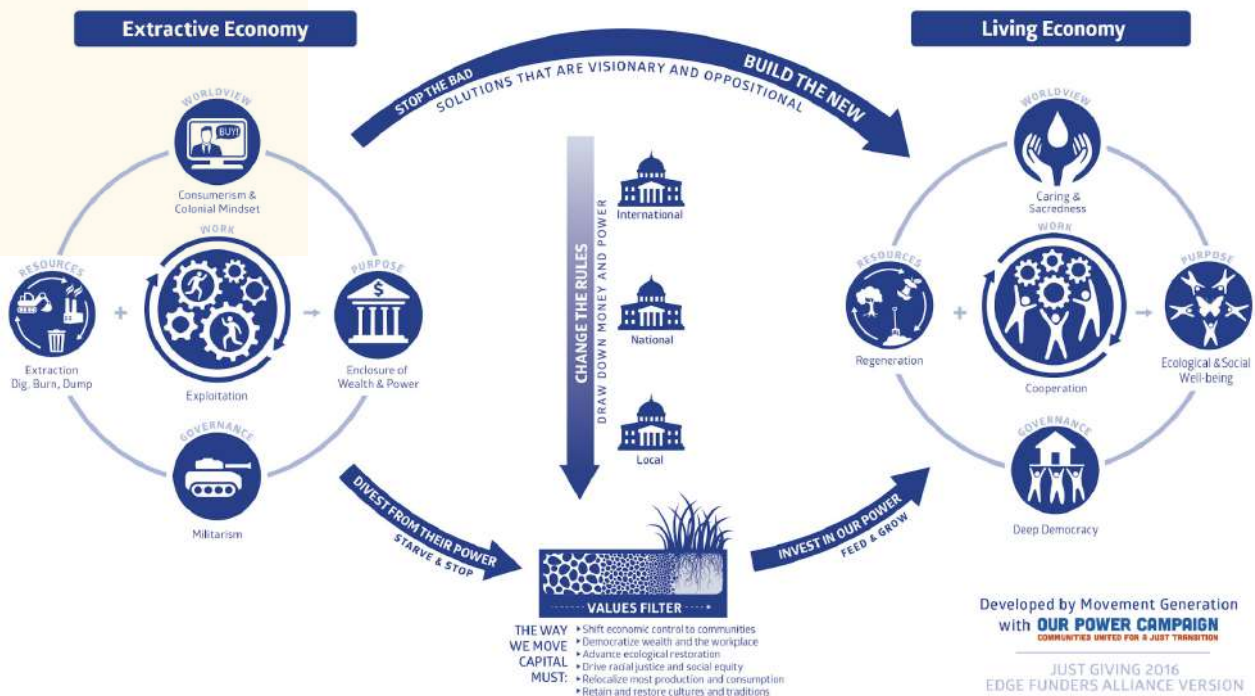 Extractive Economy
WORLDVIEW
BUY!
Consumerism &
Colonial Mindset
RESOURCES
Extraction
Dig, Burn, Dump
+
WORK
Exploitation
PURPOSE
$
Enclosure of
Wealth & Power
GOVERNANCE
Militarism
STOP THE BAD
BUILD THE NEW
SOLUTIONS THAT ARE VISIONARY AND OPPOSITIONAL
CHANGE THE RULES
DRAW DOWN MONEY AND POWER
International
National
Local
DIVEST FROM THEIR POWER
STARVE & STOP
VALUES FILTER
THE WAY
WE MOVE
CAPITAL
MUST:
Shift economic control to communities
Democratize wealth and the workplace
Advance ecological restoration
Drive racial justice and social equity
Relocalize most production and consumption
Retain and restore cultures and traditions
INVEST IN OUR POWER
FEED & GROW
Living Economy
WORLDVIEW
Caring &
Sacredness
RESOURCES
Regeneration
+
WORK
Cooperation
PURPOSE
Ecological & Social
Well-being
GOVERNANCE
Deep Democracy
Developed by Movement Generation
with OUR POWER CAMPAIGN
COMMUNITIES UNITED FOR A JUST TRANSITION
JUST GIVING 2016
EDGE FUNDERS ALLIANCE VERSION